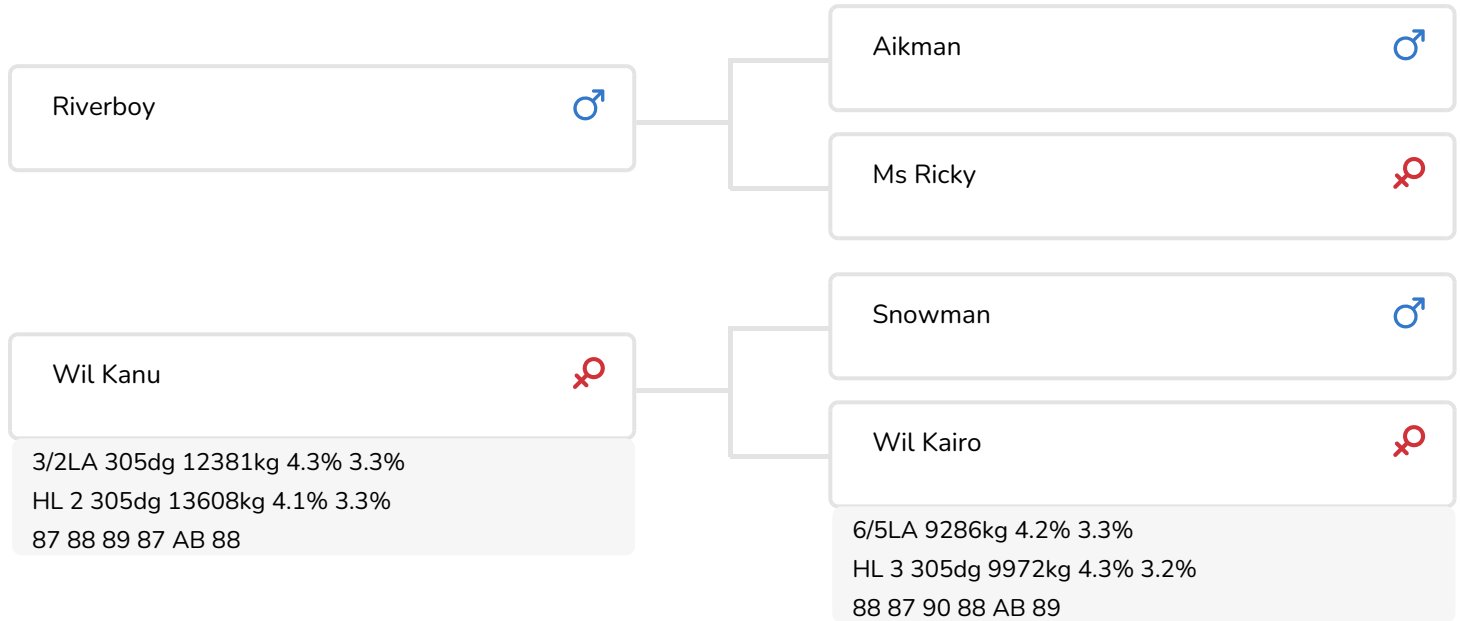 Riverboy
Aikman
Ms Ricky
Wil Kanu
3/2LA 305dg 12381kg 4.3% 3.3%
HL 2 305dg 13608kg 4.1% 3.3%
87 88 89 87 AB 88
Snowman
Wil Kairo
6/5LA 9286kg 4.2% 3.3%
HL 3 305dg 9972kg 4.3% 3.2%
88 87 90 88 AB 89